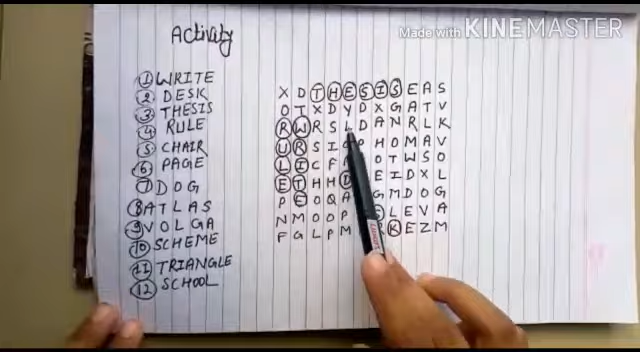 Made with KINEMASTER
Activity
1 WRITE
2 DESK
3 THESIS
4 RULE
5 CHAIR
6 PAGE
7 DOG
8 ATLAS
9 VOLGA
10 SCHEME
11 TRIANGLE
12 SCHOOL
X D T H E S I S E A S
O T X D Y D X G A T V
R W R S L D A N R L K
U R S I P H O M A V
L I C F O T W S O
E T H H D E I D X L
P E O Q A G M D O G
N M O O P L E V A
F G L P M K E Z M